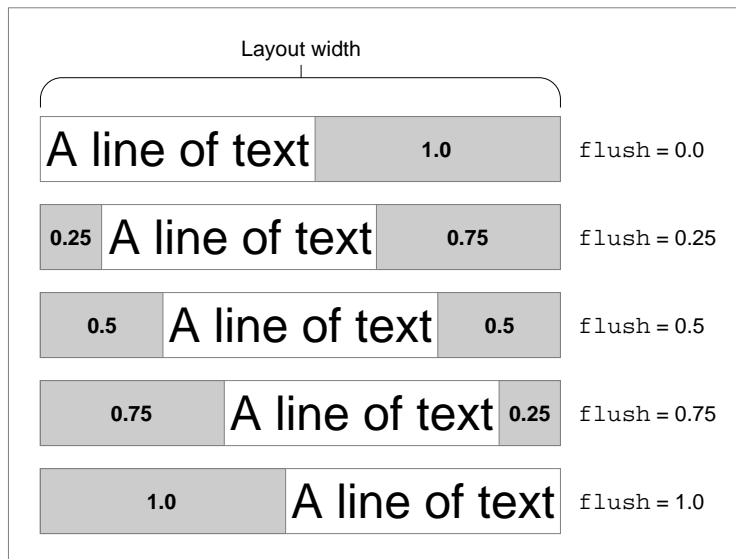 Layout width
A line of text 1.0 flush = 0.0
0.25 A line of text 0.75 flush = 0.25
0.5 A line of text 0.5 flush = 0.5
0.75 A line of text 0.25 flush = 0.75
1.0 A line of text flush = 1.0